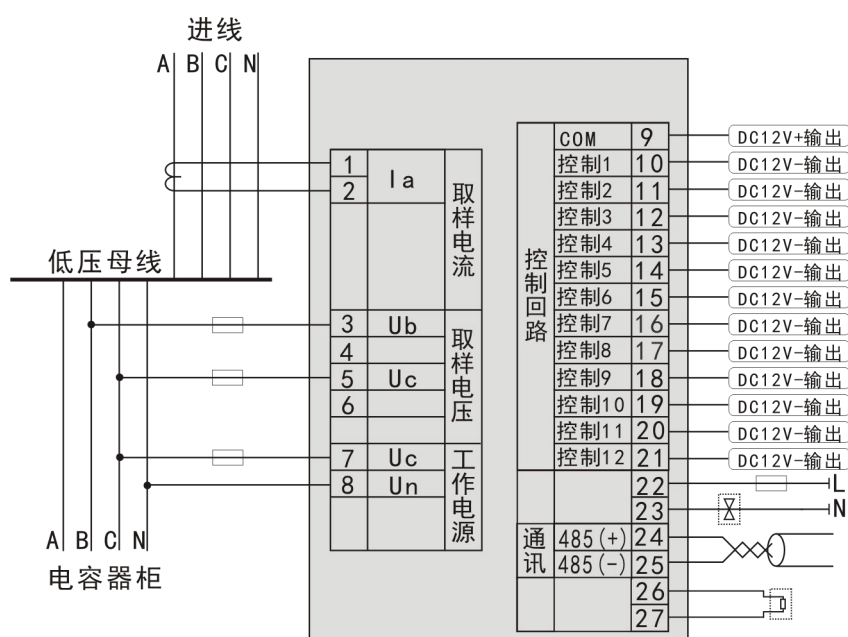 进线
A B C N
低压母线
A B C N
电容器柜
1 Ia
2
取样电流
3 Ub
4
5 Uc
6
取样电压
7 Uc
8 Un
工作电源
控制回路
COM 9 DC12V+输出
控制1 10 DC12V-输出
控制2 11 DC12V-输出
控制3 12 DC12V-输出
控制4 13 DC12V-输出
控制5 14 DC12V-输出
控制6 15 DC12V-输出
控制7 16 DC12V-输出
控制8 17 DC12V-输出
控制9 18 DC12V-输出
控制10 19 DC12V-输出
控制11 20 DC12V-输出
控制12 21 DC12V-输出
22 L
23 N
通讯
485(+) 24
485(-) 25
26
27